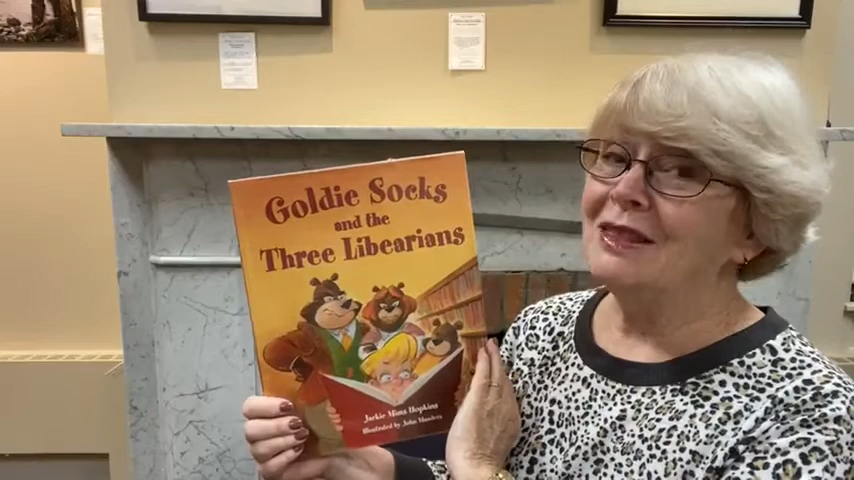 Goldie Socks
and the
Three Libearians
Jackie Mims Hopkins
Illustrated by John Manders